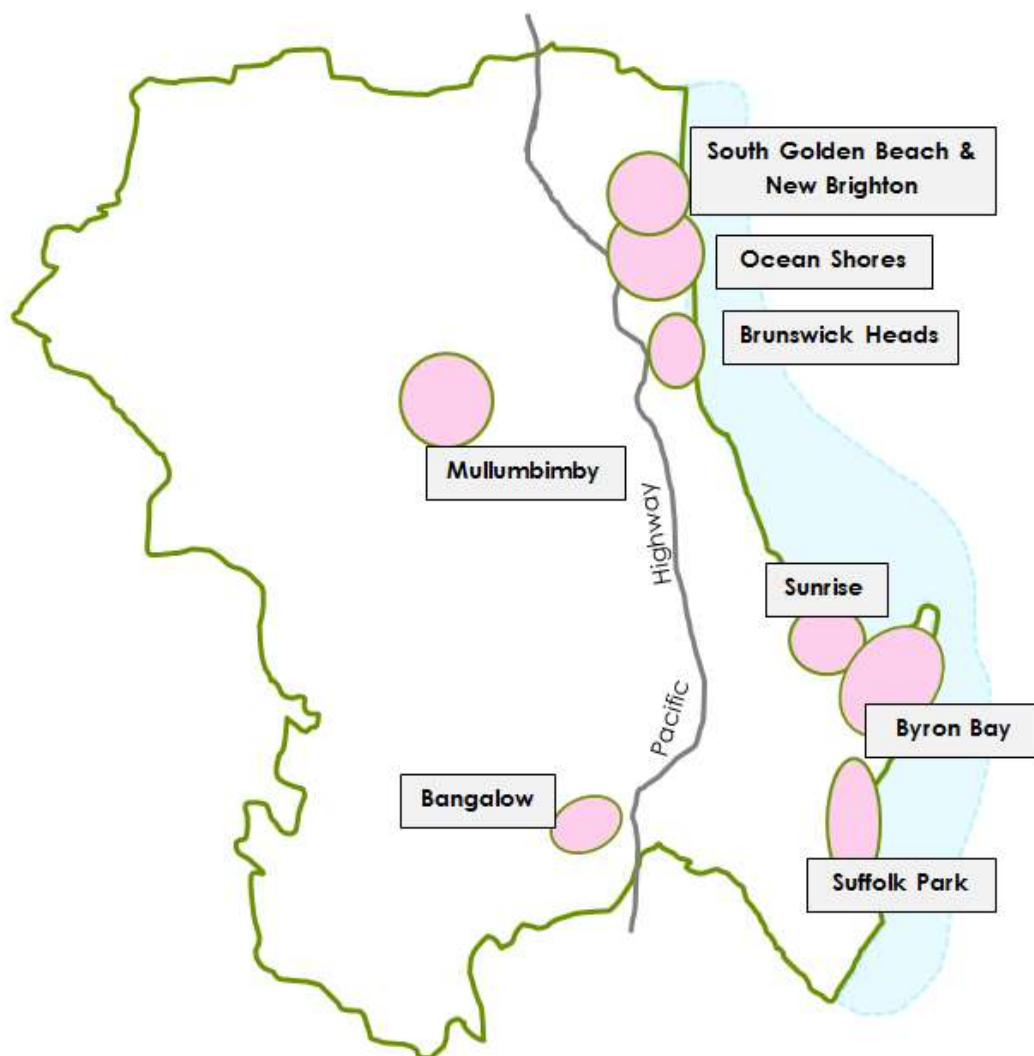 South Golden Beach &
New Brighton
Ocean Shores
Brunswick Heads
Mullumbimby
Highway
Sunrise
Pacific
Byron Bay
Bangalow
Suffolk Park